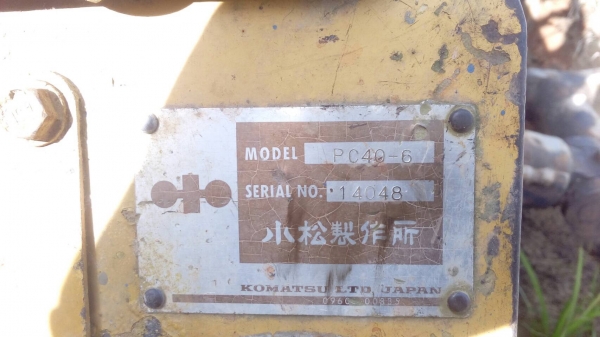 MODEL PC40-6
SERIAL NO. 14048
小松製作所
KOMATSU LTD. JAPAN